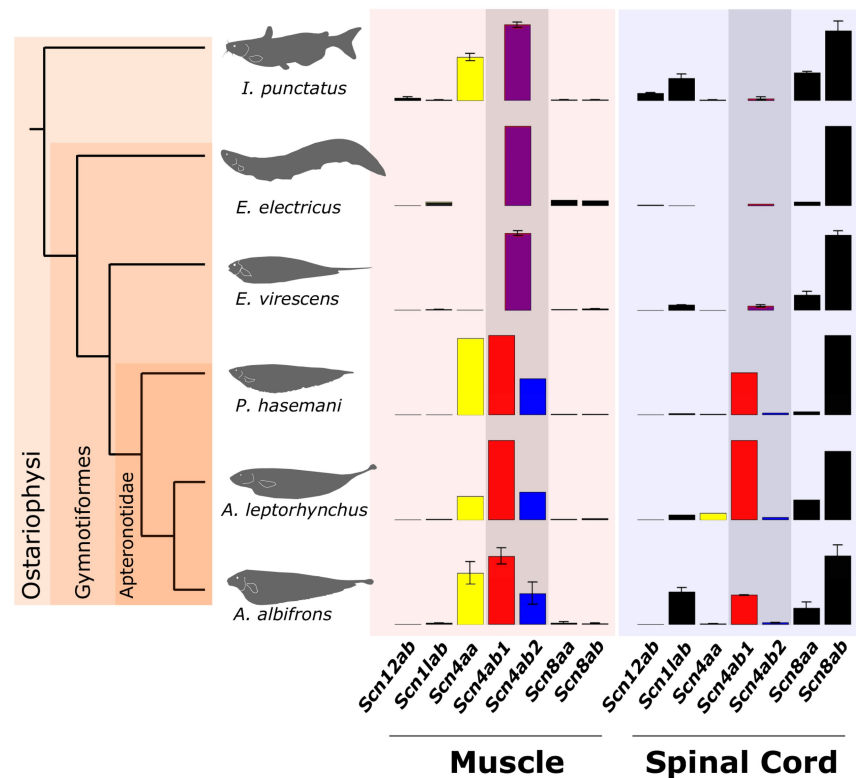 I. punctatus
E. electricus
E. virescens
P. hasemani
A. leptorhynchus
A. albifrons
Ostariophysi
Gymnotiformes
Apteronotidae
Scn12ab
Scn1lab
Scn4aa
Scn4ab1
Scn4ab2
Scn8aa
Scn8ab
Scn12ab
Scn1lab
Scn4aa
Scn4ab1
Scn4ab2
Scn8aa
Scn8ab
Muscle
Spinal Cord